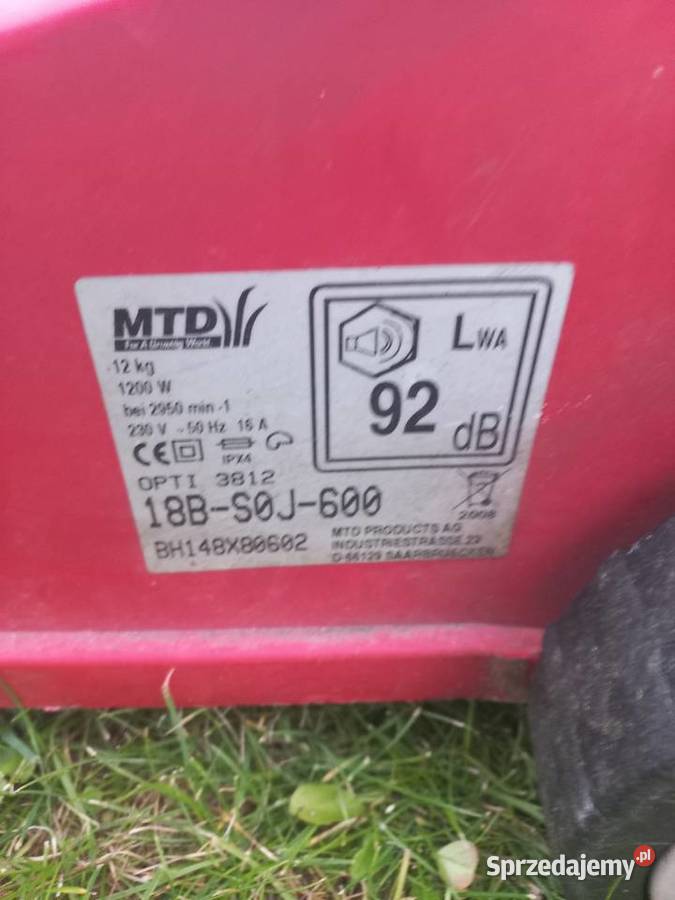 MTD
For A Growing World
12 kg
1200 W
bei 2950 min -1
230 V ~ 50 Hz 16 A
CE IPX4
OPTI 3812
18B-S0J-600
BH148X80602
LWA
92
dB
2008
MTD PRODUCTS AG
INDUSTRIESTRASSE 23
D-66129 SAARBRUECKEN
Sprzedajemy.pl